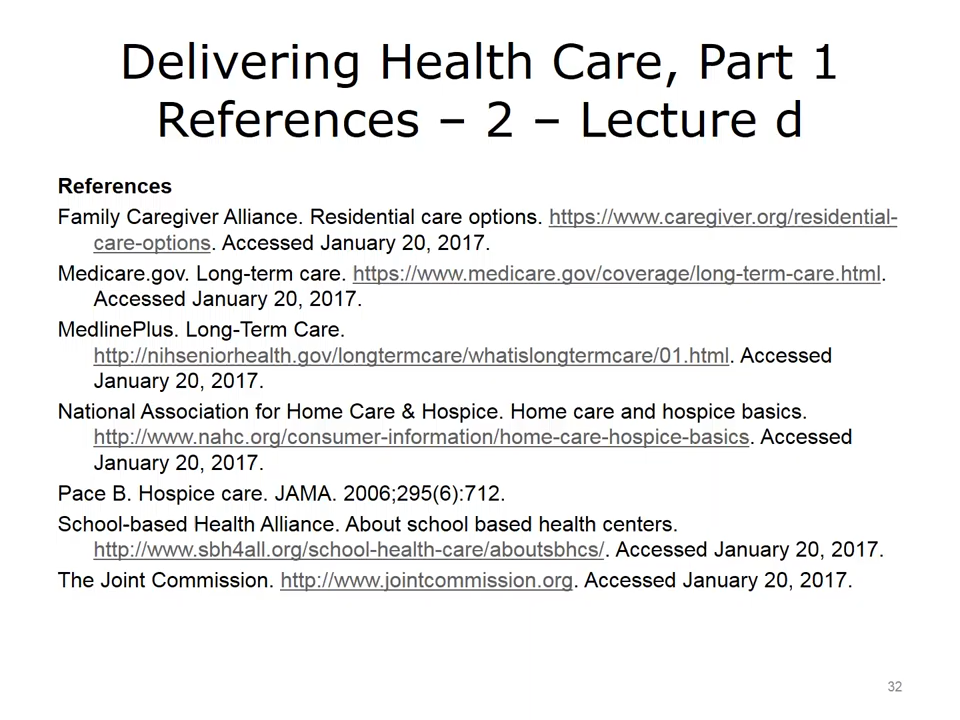 Delivering Health Care, Part 1
References – 2 – Lecture d
References
Family Caregiver Alliance. Residential care options. https://www.caregiver.org/residential-
care-options. Accessed January 20, 2017.
Medicare.gov. Long-term care. https://www.medicare.gov/coverage/long-term-care.html.
Accessed January 20, 2017.
MedlinePlus. Long-Term Care.
http://nihseniorhealth.gov/longtermcare/whatislongtermcare/01.html. Accessed
January 20, 2017.
National Association for Home Care & Hospice. Home care and hospice basics.
http://www.nahc.org/consumer-information/home-care-hospice-basics. Accessed
January 20, 2017.
Pace B. Hospice care. JAMA. 2006;295(6):712.
School-based Health Alliance. About school based health centers.
http://www.sbh4all.org/school-health-care/aboutsbhcs/. Accessed January 20, 2017.
The Joint Commission. http://www.jointcommission.org. Accessed January 20, 2017.
32